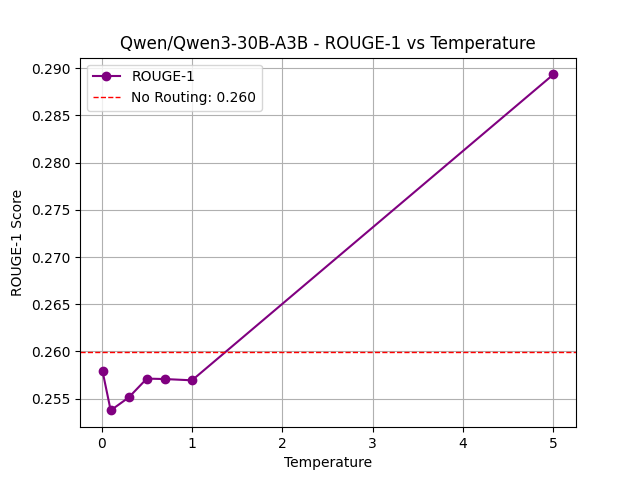 Qwen/Qwen3-30B-A3B - ROUGE-1 vs Temperature
ROUGE-1
No Routing: 0.260
ROUGE-1 Score
0.290
0.285
0.280
0.275
0.270
0.265
0.260
0.255
0 1 2 3 4 5
Temperature